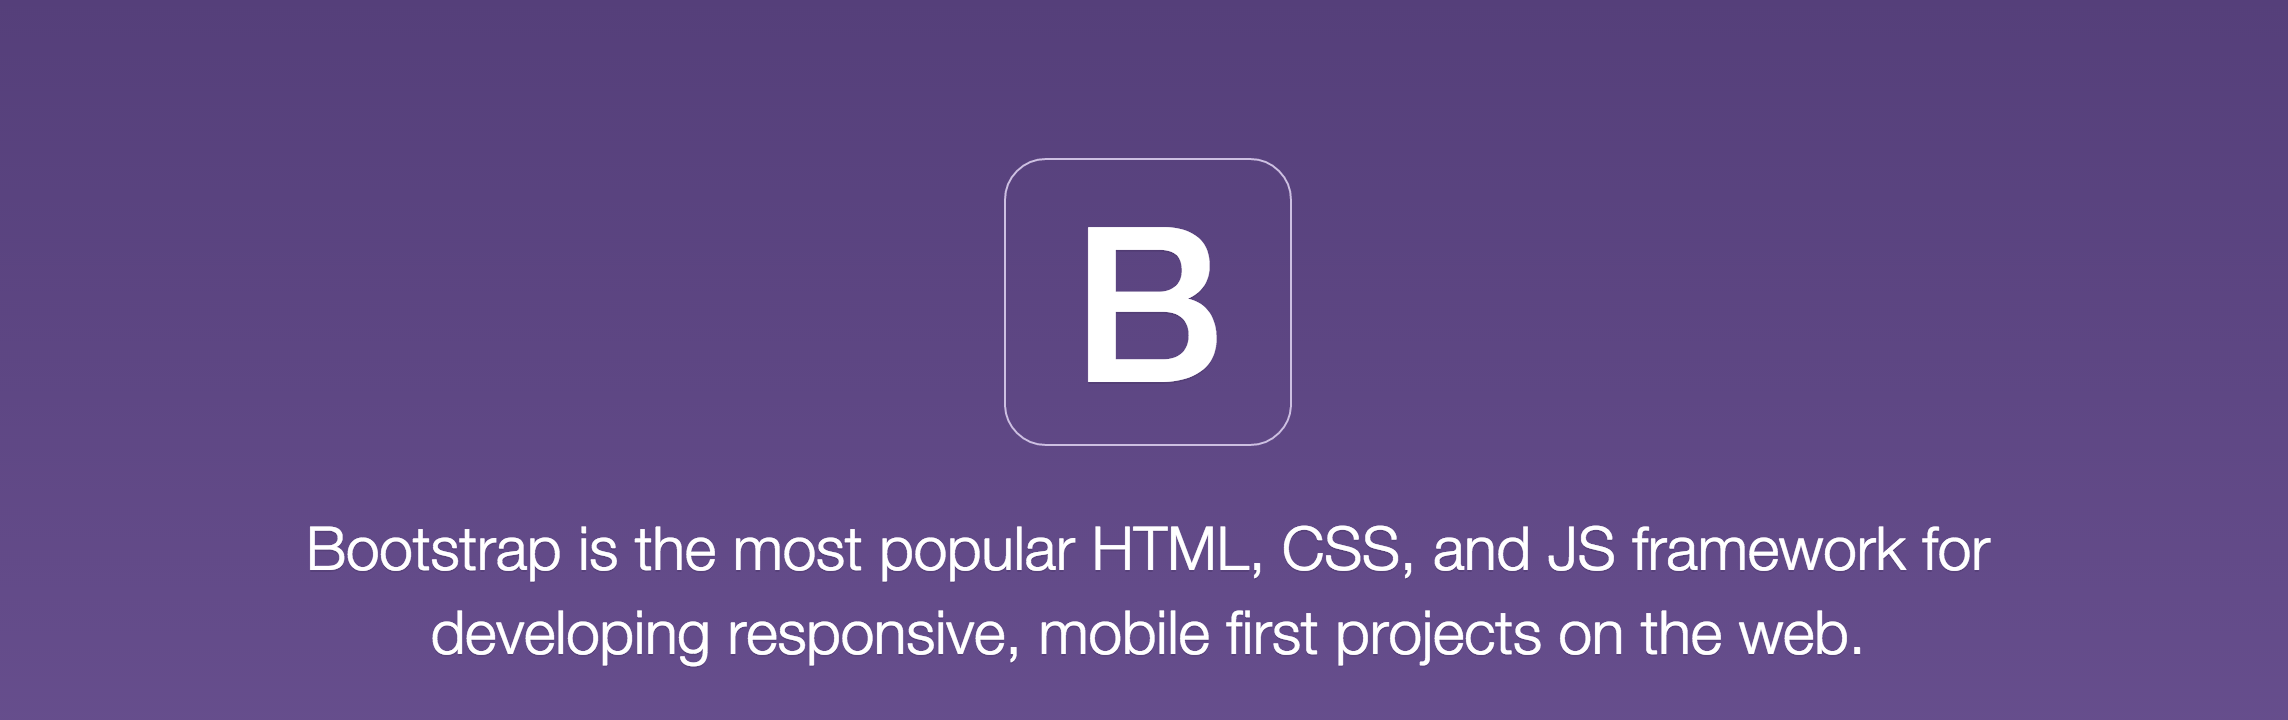 B
Bootstrap is the most popular HTML, CSS, and JS framework for
developing responsive, mobile first projects on the web.